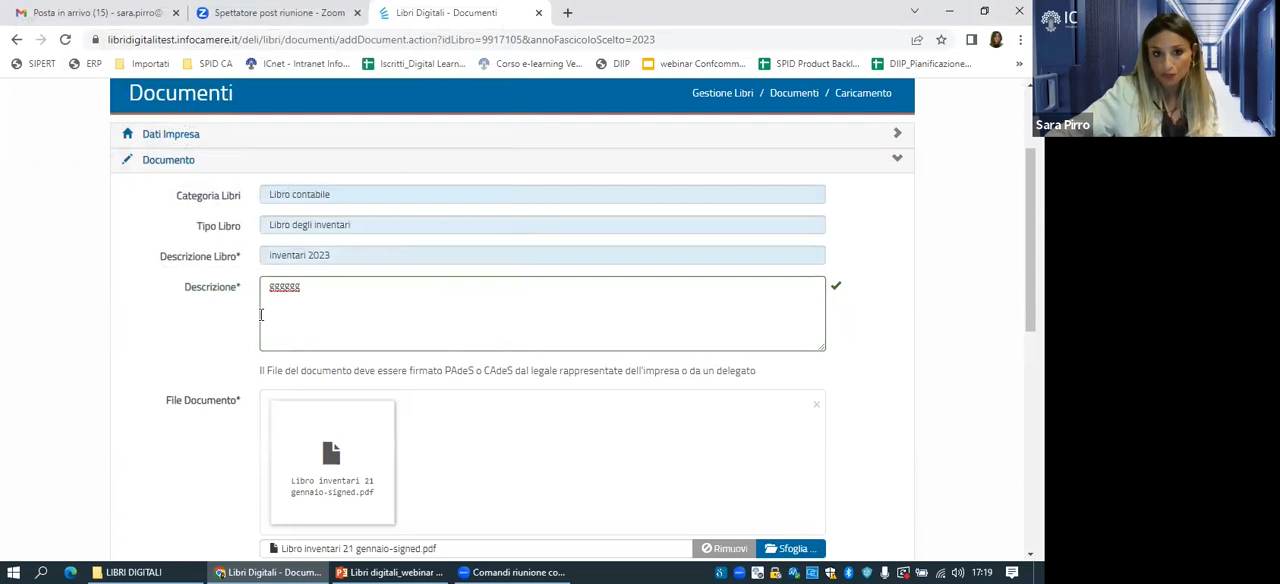 Posta in arrivo (15) - sara.pirro@
Spettatore post riunione - Zoom
Libri Digitali - Documenti
libridigitalitest.infocamere.it/deli/libri/documenti/addDocument.action?idLibro=9917105&annoFascicoloScelto=2023
SIPERT
ERP
Importati
SPID CA
ICnet - Intranet Info...
Iscritti_Digital Learn...
Corso e-learning Ve...
DIIP
webinar Confcomm...
SPID Product Backl...
DIIP_Pianificazione...
»
IC
Sara Pirro
Documenti
Gestione Libri / Documenti / Caricamento
Dati Impresa
Documento
Categoria Libri
Libro contabile
Tipo Libro
Libro degli inventari
Descrizione Libro*
inventari 2023
Descrizione*
gggggg
Il File del documento deve essere firmato PAdeS o CAdeS dal legale rappresentate dell'impresa o da un delegato
File Documento*
Libro inventari 21
gennaio-signed.pdf
Libro inventari 21 gennaio-signed.pdf
Rimuovi
Sfoglia ...
LIBRI DIGITALI
Libri Digitali - Docum...
Libri digitali_webinar ...
Comandi riunione co...
17:19